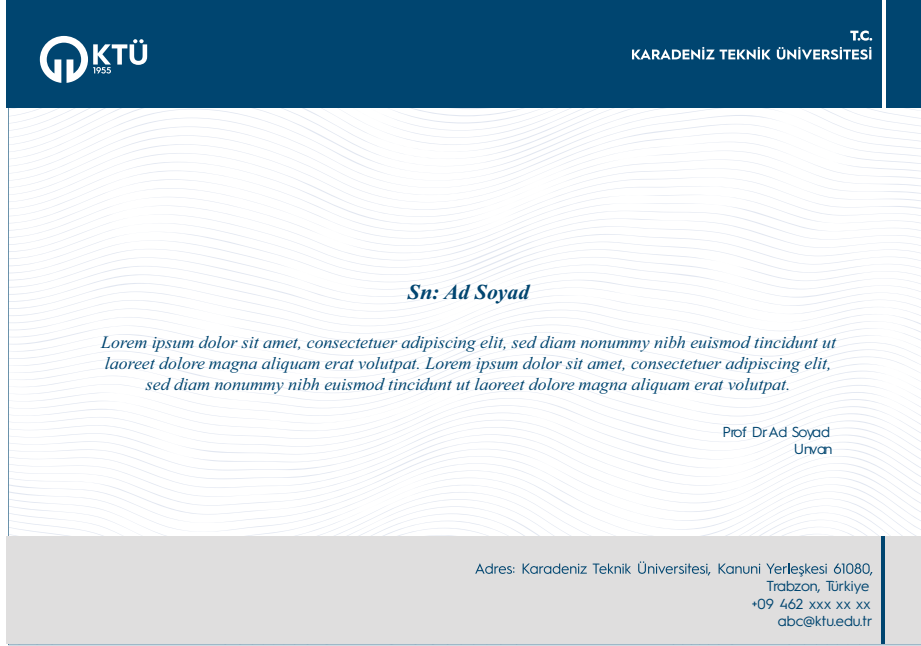 KTÜ
1955
T.C.
KARADENİZ TEKNİK ÜNİVERSİTESİ
Sn: Ad Soyad
Lorem ipsum dolor sit amet, consectetuer adipiscing elit, sed diam nonummy nibh euismod tincidunt ut
laoreet dolore magna aliquam erat volutpat. Lorem ipsum dolor sit amet, consectetuer adipiscing elit,
sed diam nonummy nibh euismod tincidunt ut laoreet dolore magna aliquam erat volutpat.
Prof Dr Ad Soyad
Unvan
Adres: Karadeniz Teknik Üniversitesi, Kanuni Yerleşkesi 61080,
Trabzon, Türkiye
+09 462 xxx xx xx
abc@ktu.edu.tr